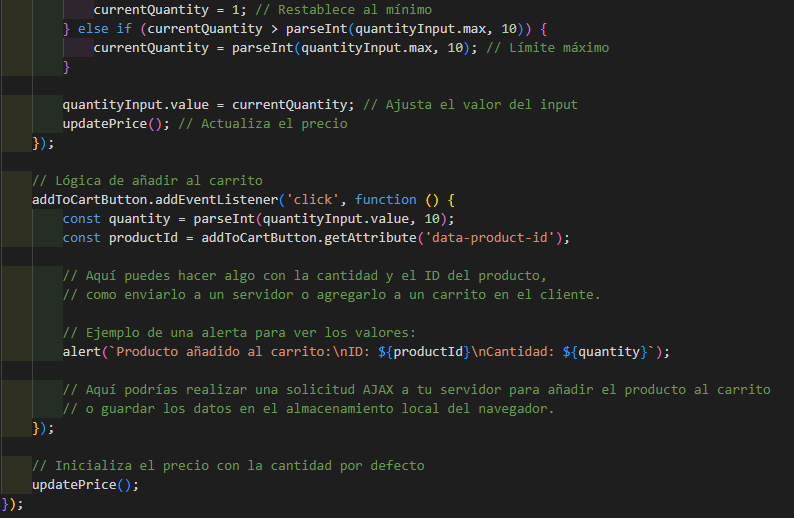 currentQuantity = 1; // Restablece al mínimo
} else if (currentQuantity > parseInt(quantityInput.max, 10)) {
currentQuantity = parseInt(quantityInput.max, 10); // Límite máximo
}
quantityInput.value = currentQuantity; // Ajusta el valor del input
updatePrice(); // Actualiza el precio
});
// Lógica de añadir al carrito
addToCartButton.addEventListener('click', function () {
const quantity = parseInt(quantityInput.value, 10);
const productId = addToCartButton.getAttribute('data-product-id');
// Aquí puedes hacer algo con la cantidad y el ID del producto,
// como enviarlo a un servidor o agregarlo a un carrito en el cliente.
// Ejemplo de una alerta para ver los valores:
alert(`Producto añadido al carrito:\nID: ${productId}\nCantidad: ${quantity}`);
// Aquí podrías realizar una solicitud AJAX a tu servidor para añadir el producto al carrito
// o guardar los datos en el almacenamiento local del navegador.
});
// Inicializa el precio con la cantidad por defecto
updatePrice();
});